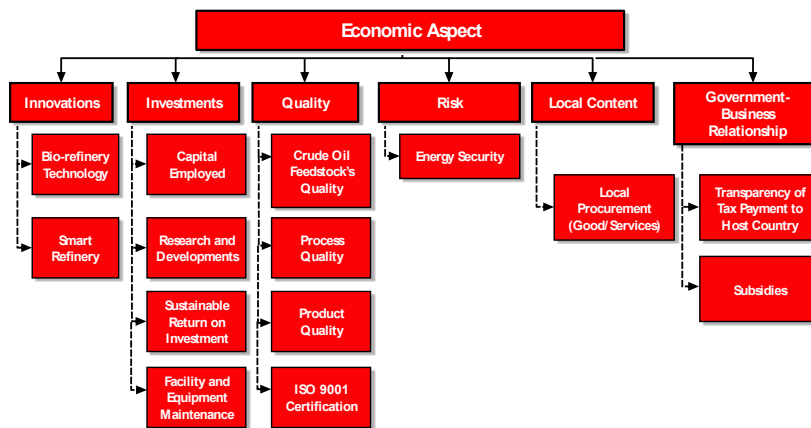 Economic Aspect
Innovations
Investments
Quality
Risk
Local Content
Government-
Business
Relationship
Bio-refinery
Technology
Smart
Refinery
Capital
Employed
Research and
Developments
Sustainable
Return on
Investment
Facility and
Equipment
Maintenance
Crude Oil
Feedstock's
Quality
Process
Quality
Product
Quality
ISO 9001
Certification
Energy Security
Local
Procurement
(Good/Services)
Transparency of
Tax Payment to
Host Country
Subsidies